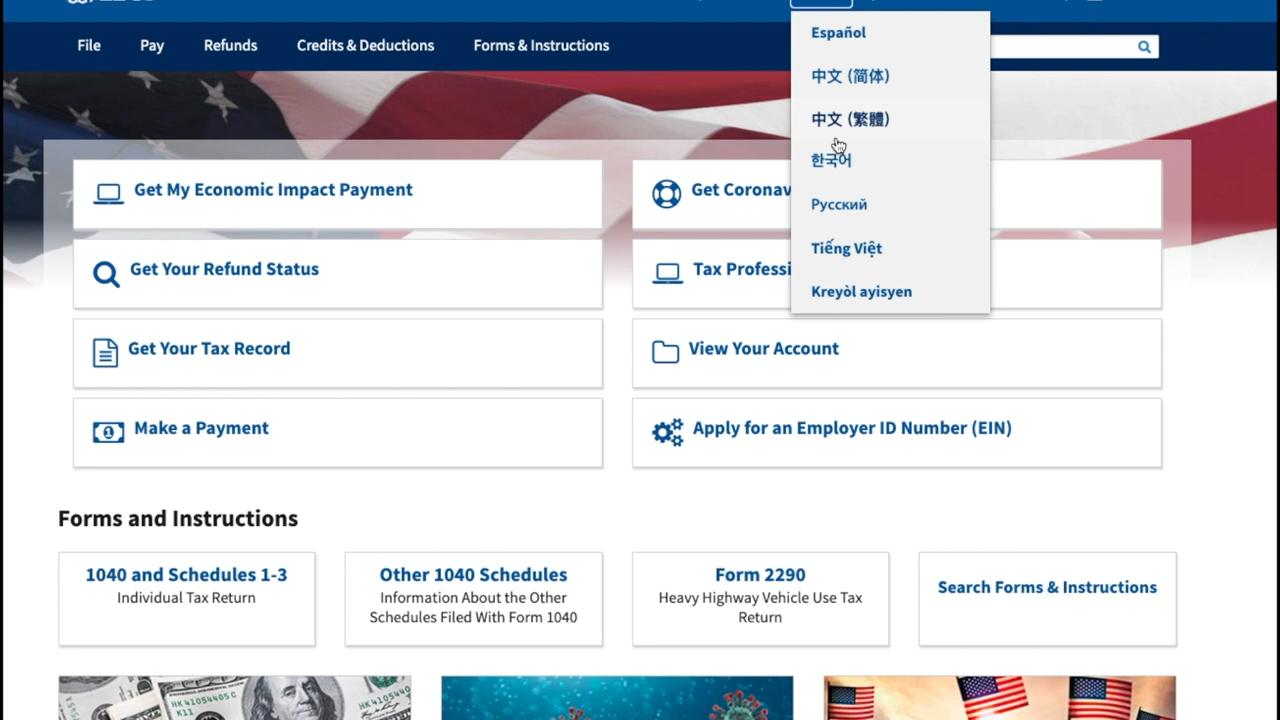 File Pay Refunds Credits & Deductions Forms & Instructions
Español
中文 (简体)
中文 (繁體)
한국어
Русский
Tiếng Việt
Kreyòl ayisyen
Get My Economic Impact Payment
Get Coronav
Get Your Refund Status
Tax Professi
Get Your Tax Record
View Your Account
Make a Payment
Apply for an Employer ID Number (EIN)
Forms and Instructions
1040 and Schedules 1-3
Individual Tax Return
Other 1040 Schedules
Information About the Other
Schedules Filed With Form 1040
Form 2290
Heavy Highway Vehicle Use Tax
Return
Search Forms & Instructions
HK41054405C
K11